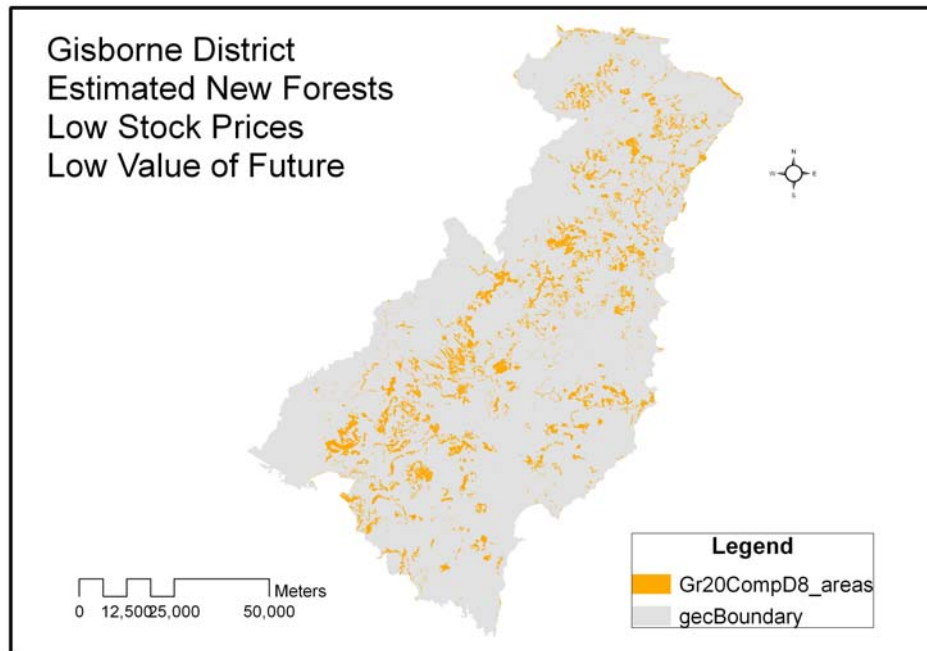 Gisborne District
Estimated New Forests
Low Stock Prices
Low Value of Future
N
W E
S
Legend
Gr20CompD8_areas
gecBoundary
Meters
0 12,500 25,000 50,000